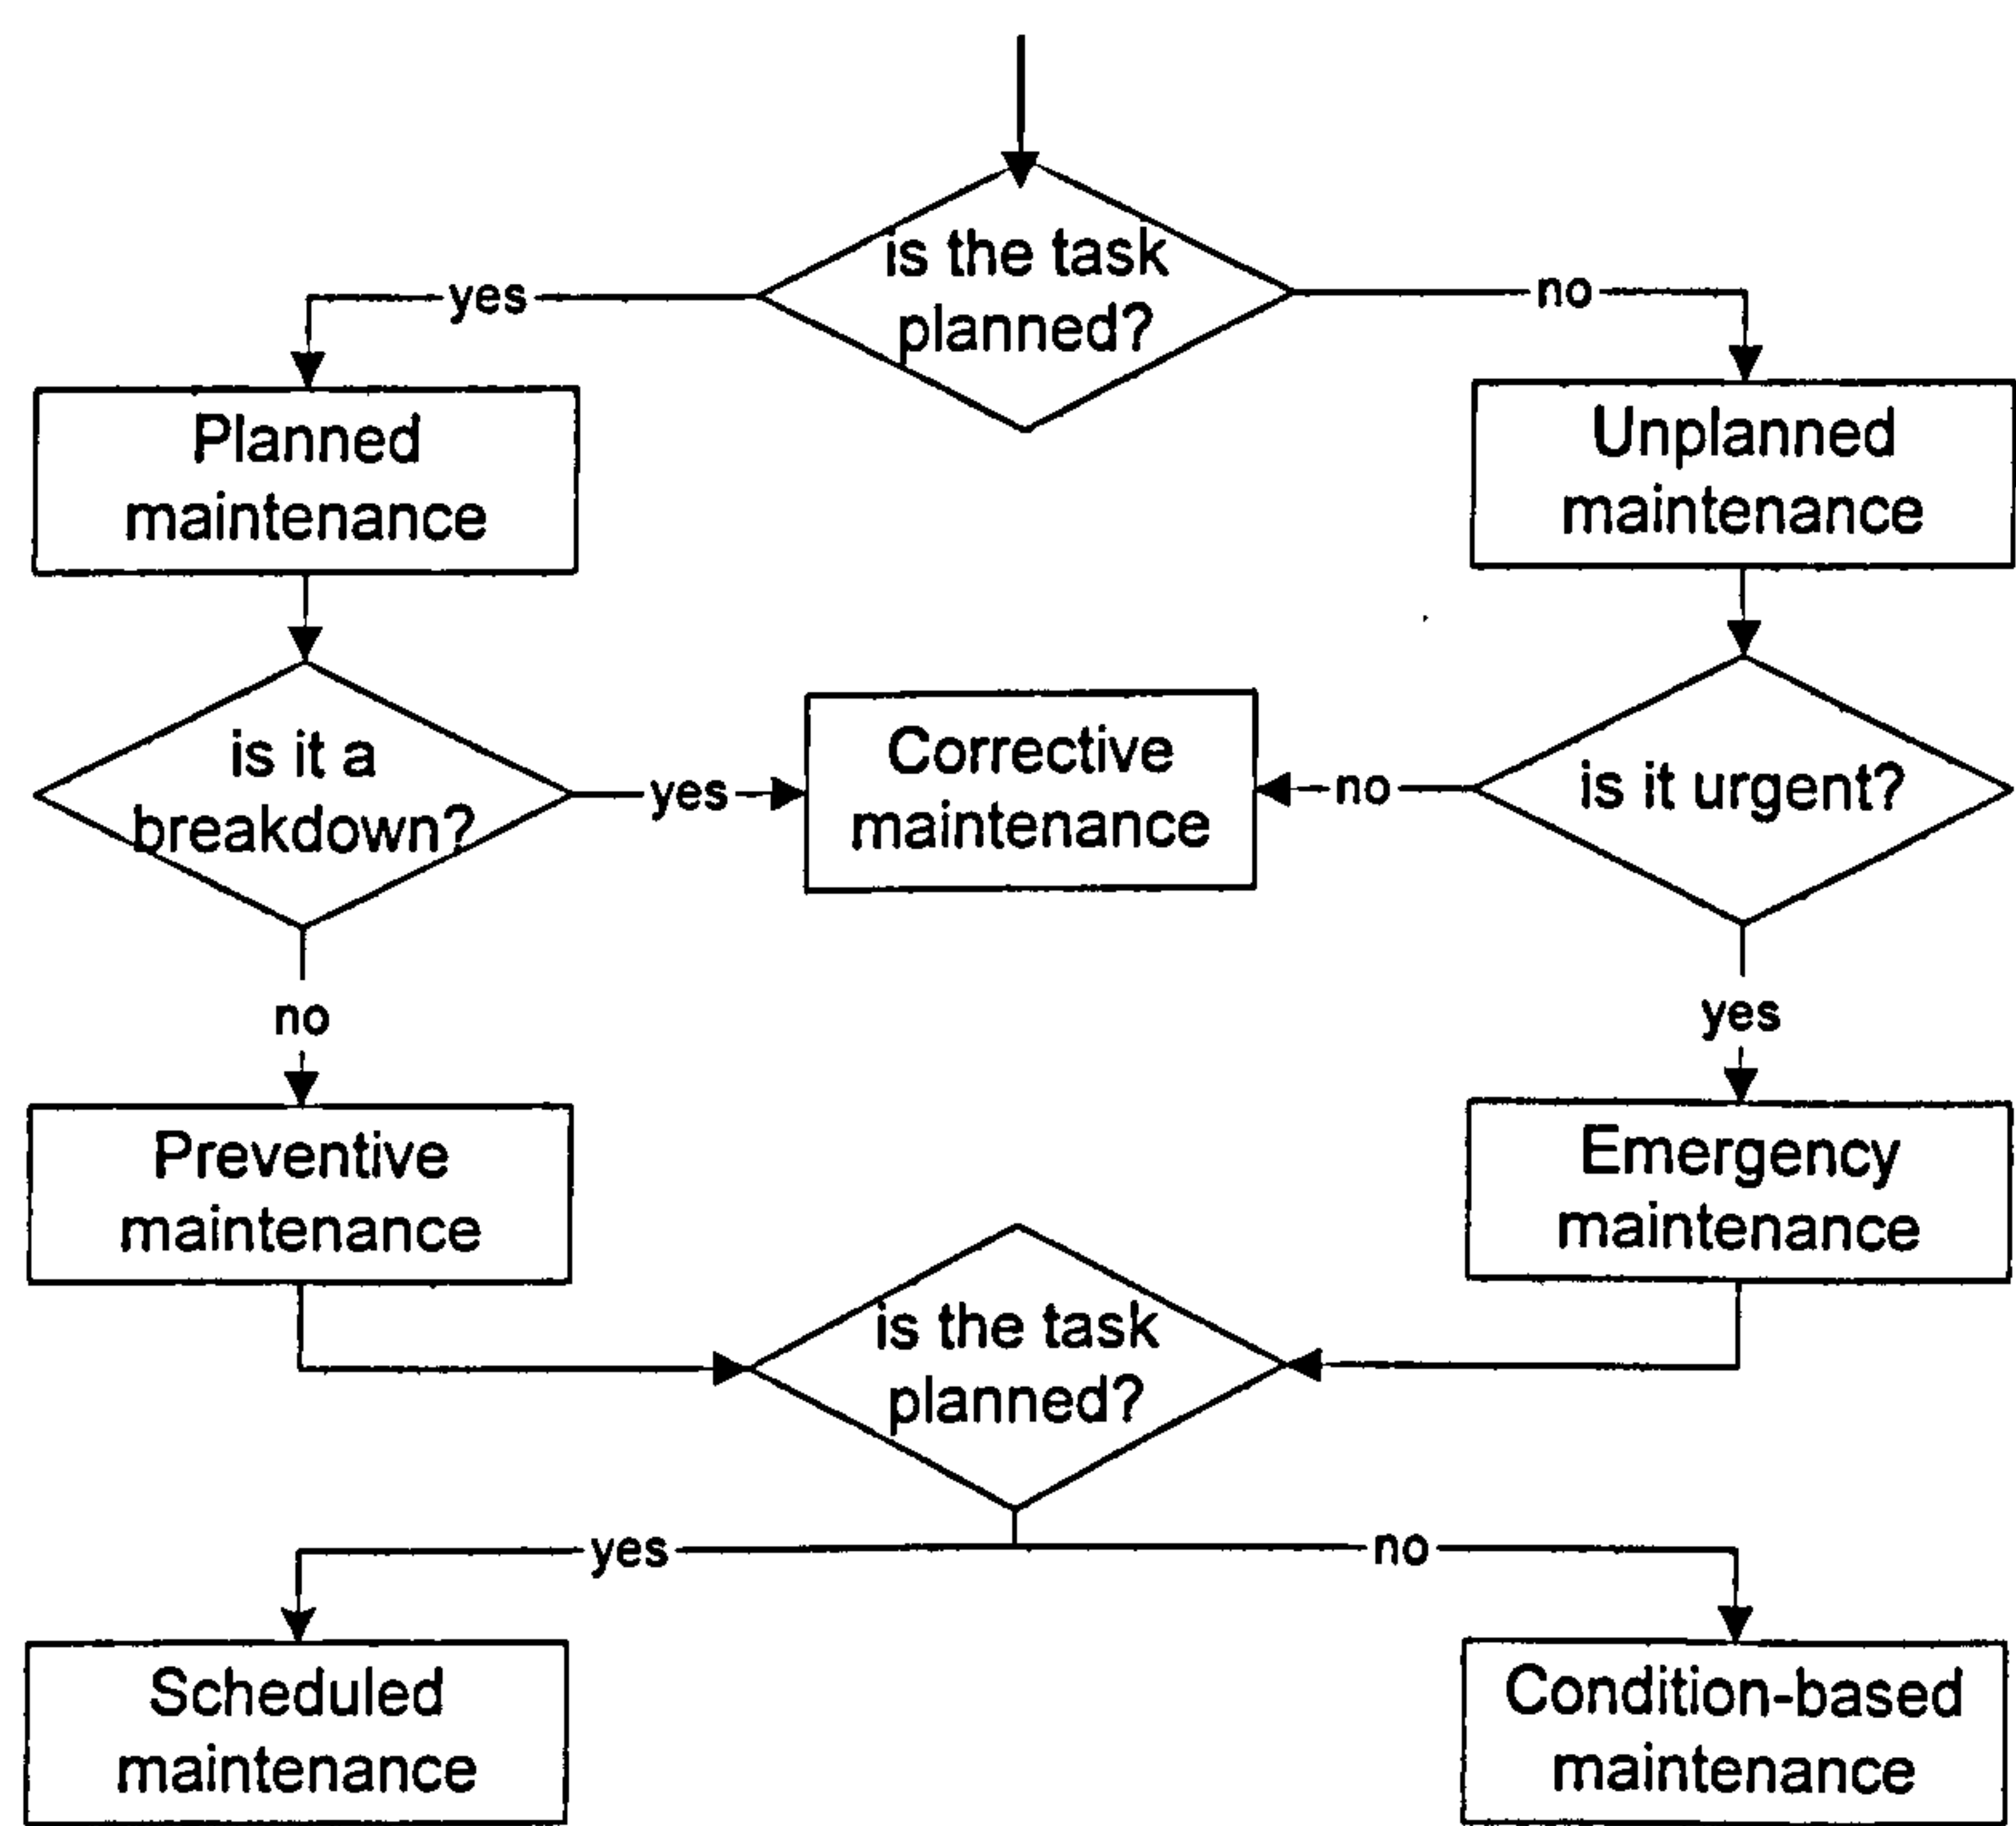 is the task
planned?
yes
no
Planned
maintenance
Unplanned
maintenance
is it a
breakdown?
yes
Corrective
maintenance
no
is it urgent?
no
yes
Preventive
maintenance
Emergency
maintenance
is the task
planned?
yes
no
Scheduled
maintenance
Condition-based
maintenance